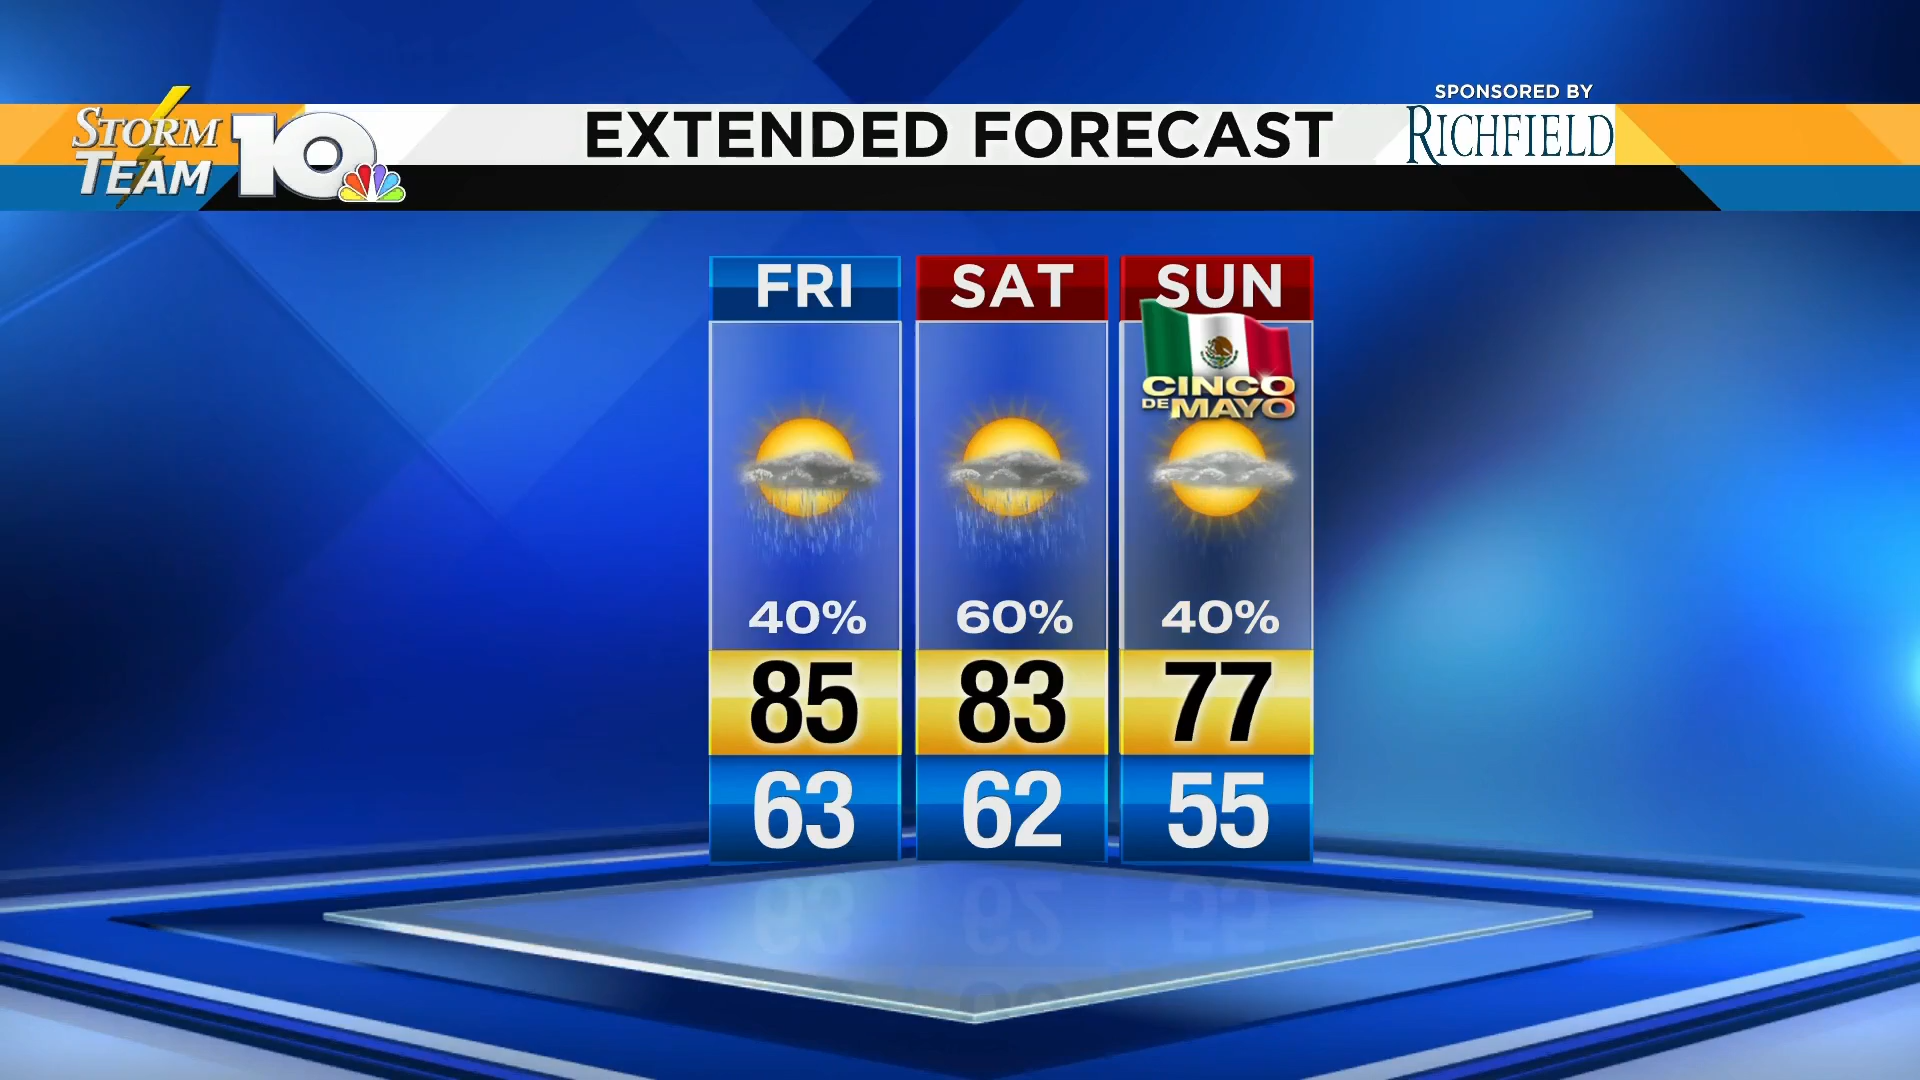 SPONSORED BY
STORM
TEAM
10
EXTENDED FORECAST
RICHFIELD
FRI
SAT
SUN
CINCO
DE MAYO
40%
60%
40%
85
83
77
63
62
55